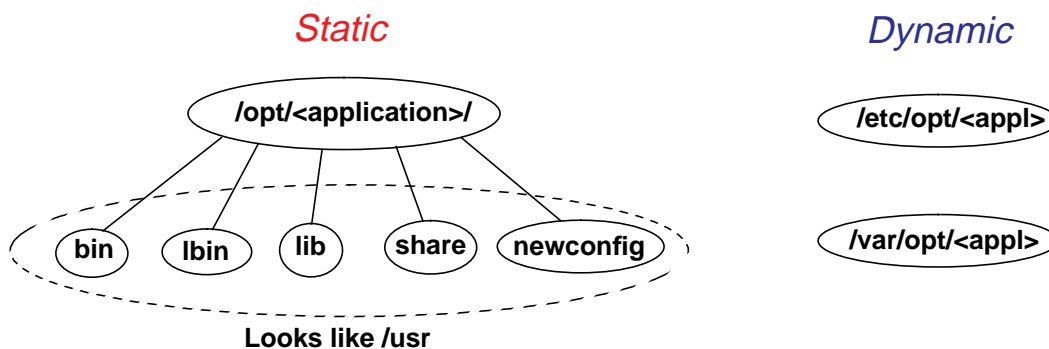 Static
Dynamic
/opt/<application>/
/etc/opt/<appl>
bin
lbin
lib
share
newconfig
/var/opt/<appl>
Looks like /usr